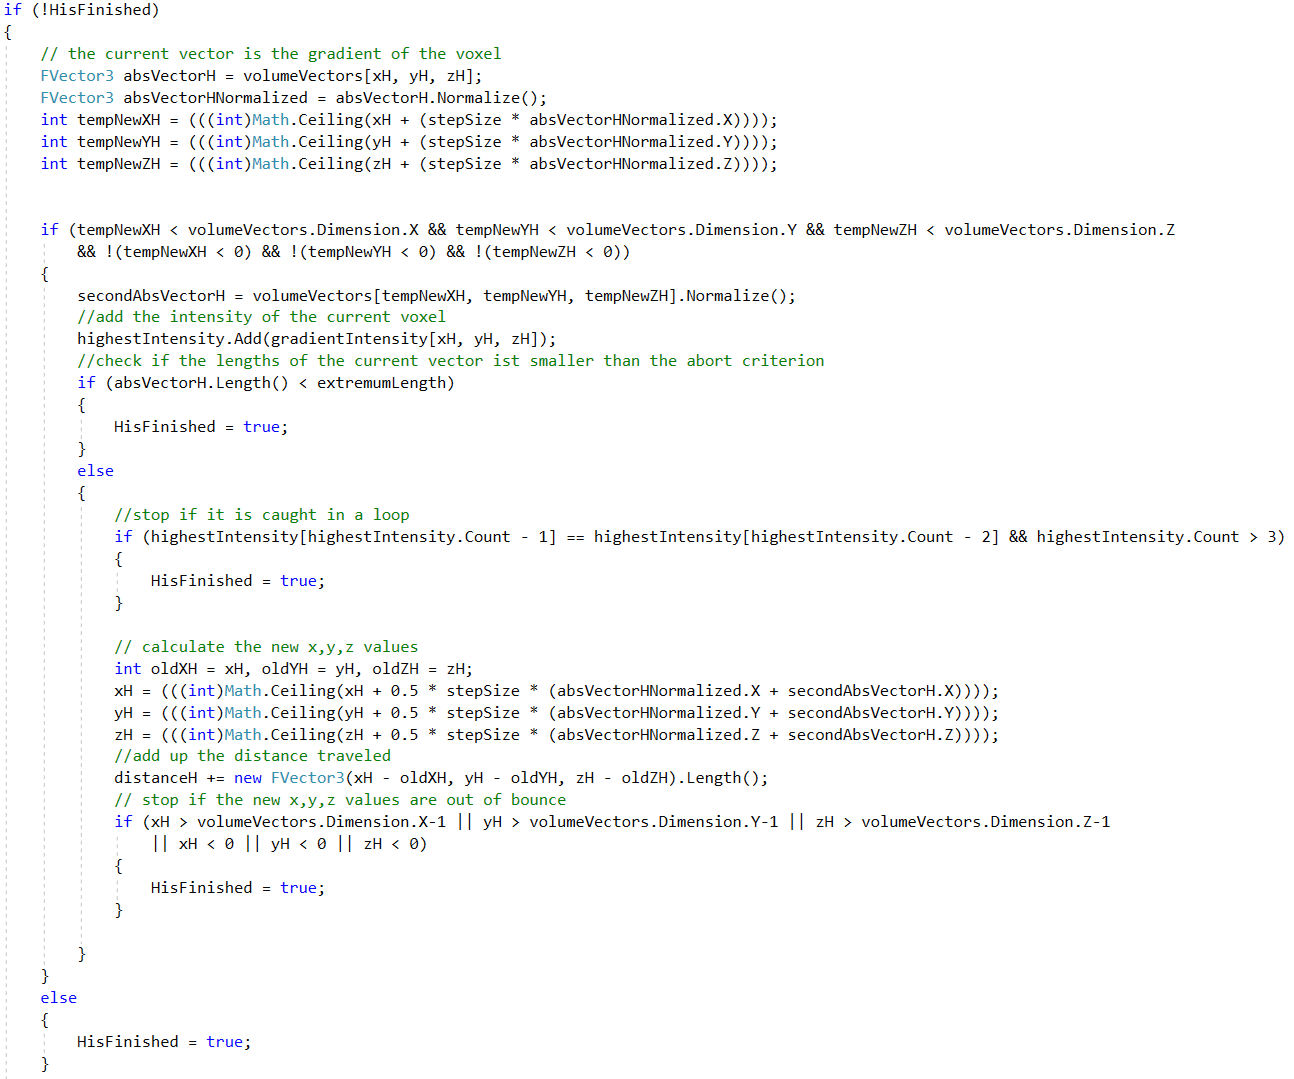 if (!HisFinished)
{
// the current vector is the gradient of the voxel
FVector3 absVectorH = volumeVectors[xH, yH, zH];
FVector3 absVectorHNormalized = absVectorH.Normalize();
int tempNewXH = (((int)Math.Ceiling(xH + (stepSize * absVectorHNormalized.X))));
int tempNewYH = (((int)Math.Ceiling(yH + (stepSize * absVectorHNormalized.Y))));
int tempNewZH = (((int)Math.Ceiling(zH + (stepSize * absVectorHNormalized.Z))));
if (tempNewXH < volumeVectors.Dimension.X && tempNewYH < volumeVectors.Dimension.Y && tempNewZH < volumeVectors.Dimension.Z
&& !(tempNewXH < 0) && !(tempNewYH < 0) && !(tempNewZH < 0))
{
secondAbsVectorH = volumeVectors[tempNewXH, tempNewYH, tempNewZH].Normalize();
//add the intensity of the current voxel
highestIntensity.Add(gradientIntensity[xH, yH, zH]);
//check if the lengths of the current vector ist smaller than the abort criterion
if (absVectorH.Length() < extremumLength)
{
HisFinished = true;
}
else
{
//stop if it is caught in a loop
if (highestIntensity[highestIntensity.Count - 1] == highestIntensity[highestIntensity.Count - 2] && highestIntensity.Count > 3)
{
HisFinished = true;
}
// calculate the new x,y,z values
int oldXH = xH, oldYH = yH, oldZH = zH;
xH = (((int)Math.Ceiling(xH + 0.5 * stepSize * (absVectorHNormalized.X + secondAbsVectorH.X))));
yH = (((int)Math.Ceiling(yH + 0.5 * stepSize * (absVectorHNormalized.Y + secondAbsVectorH.Y))));
zH = (((int)Math.Ceiling(zH + 0.5 * stepSize * (absVectorHNormalized.Z + secondAbsVectorH.Z))));
//add up the distance traveled
distanceH += new FVector3(xH - oldXH, yH - oldYH, zH - oldZH).Length();
// stop if the new x,y,z values are out of bounce
if (xH > volumeVectors.Dimension.X-1 || yH > volumeVectors.Dimension.Y-1 || zH > volumeVectors.Dimension.Z-1
|| xH < 0 || yH < 0 || zH < 0)
{
HisFinished = true;
}
}
}
else
{
HisFinished = true;
}